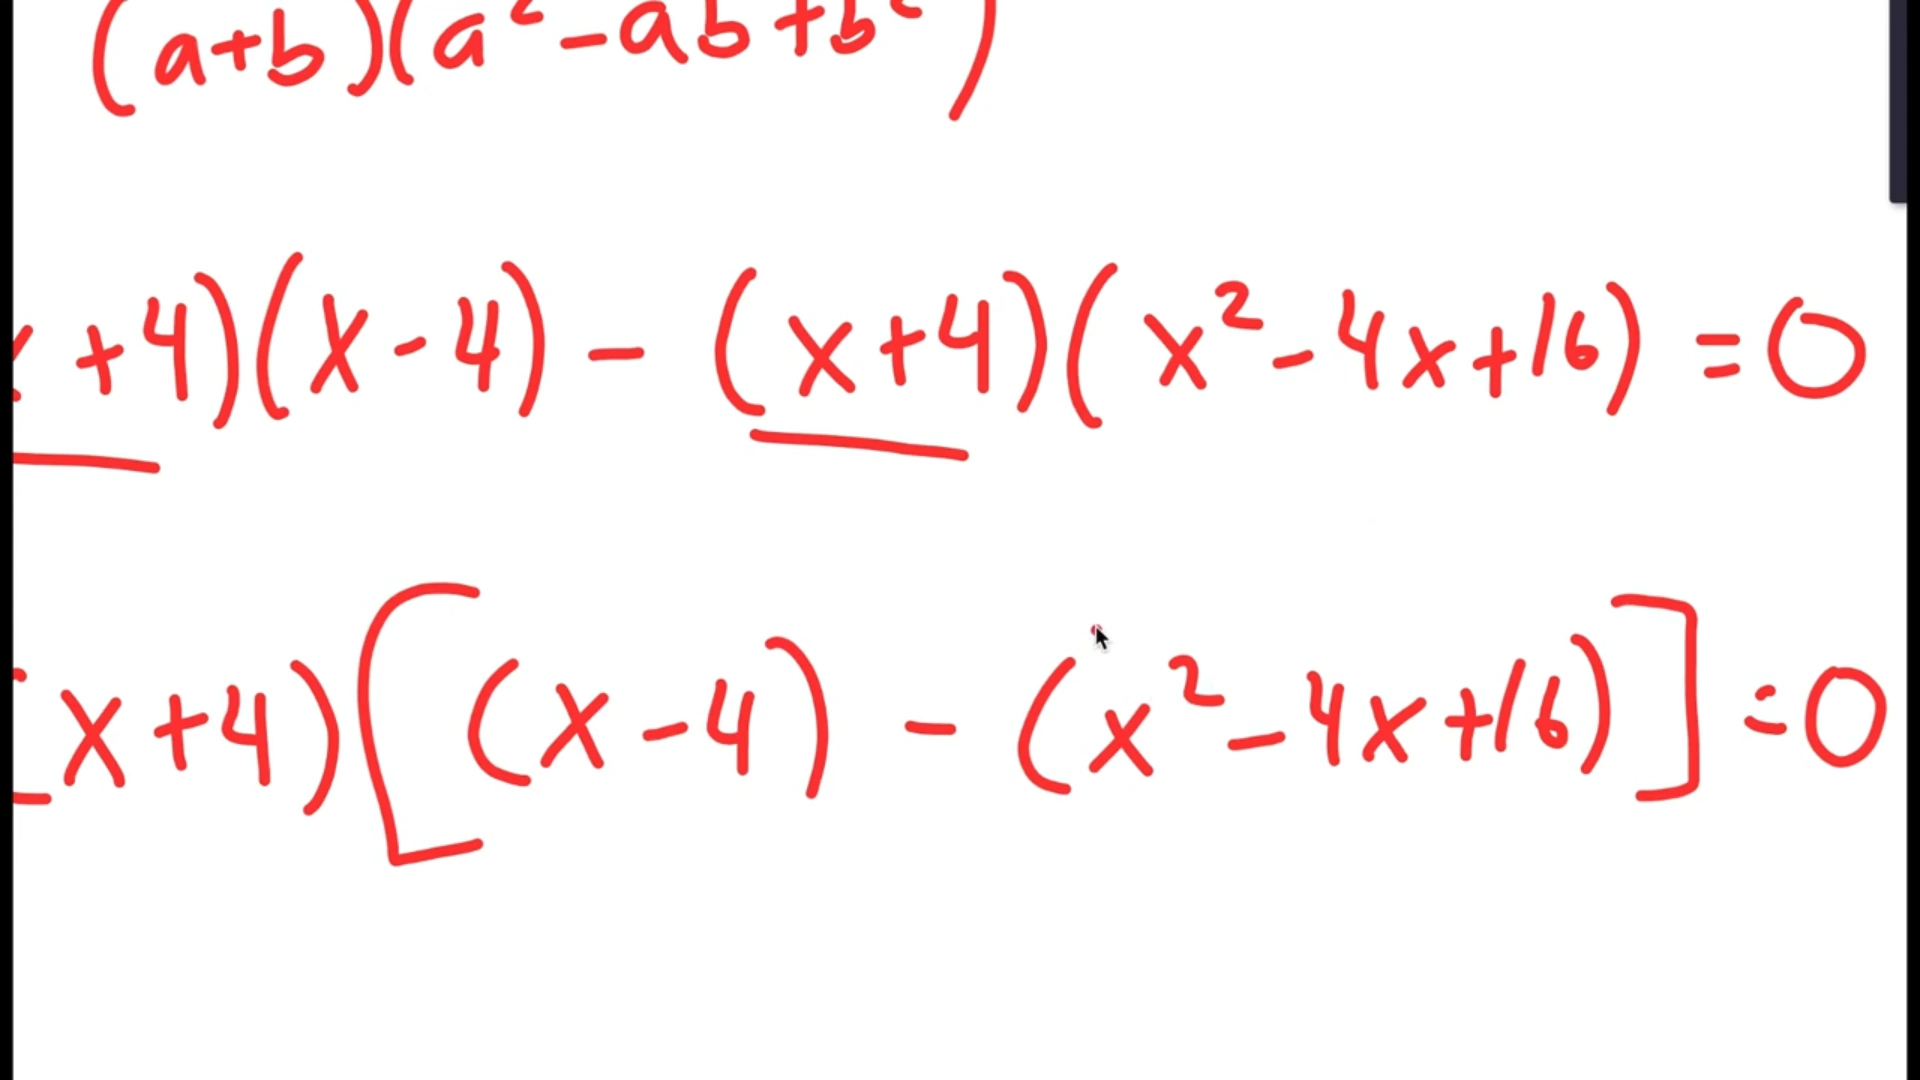 (a+b)(a²-ab+b²)
x+4)(x-4) - (x+4)(x²-4x+16) = 0
(x+4)[(x-4) - (x²-4x+16)] = 0